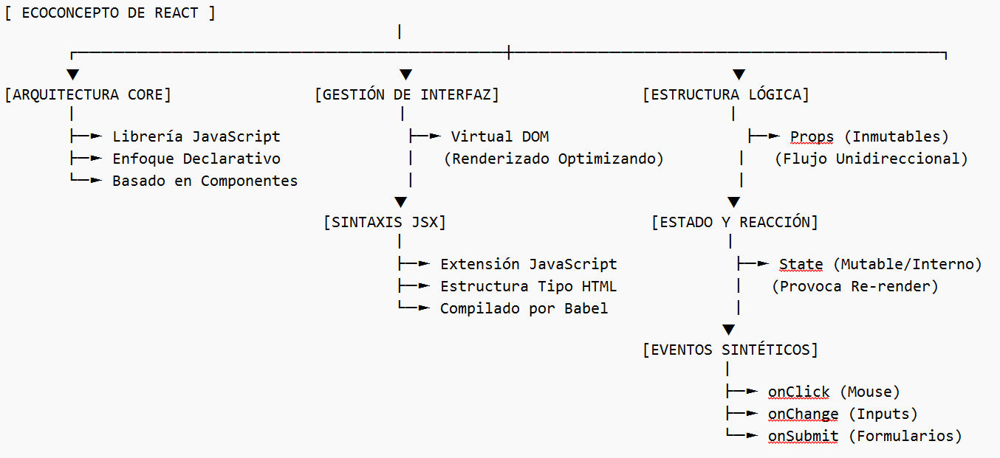 [ ECOCONCEPTO DE REACT ]
[ARQUITECTURA CORE] [GESTIÓN DE INTERFAZ] [ESTRUCTURA LÓGICA]
Librería JavaScript Virtual DOM Props (Inmutables)
Enfoque Declarativo (Renderizado Optimizando) (Flujo Unidireccional)
Basado en Componentes
[SINTAXIS JSX] [ESTADO Y REACCIÓN]
Extensión JavaScript State (Mutable/Interno)
Estructura Tipo HTML (Provoca Re-render)
Compilado por Babel
[EVENTOS SINTÉTICOS]
onClick (Mouse)
onChange (Inputs)
onSubmit (Formularios)